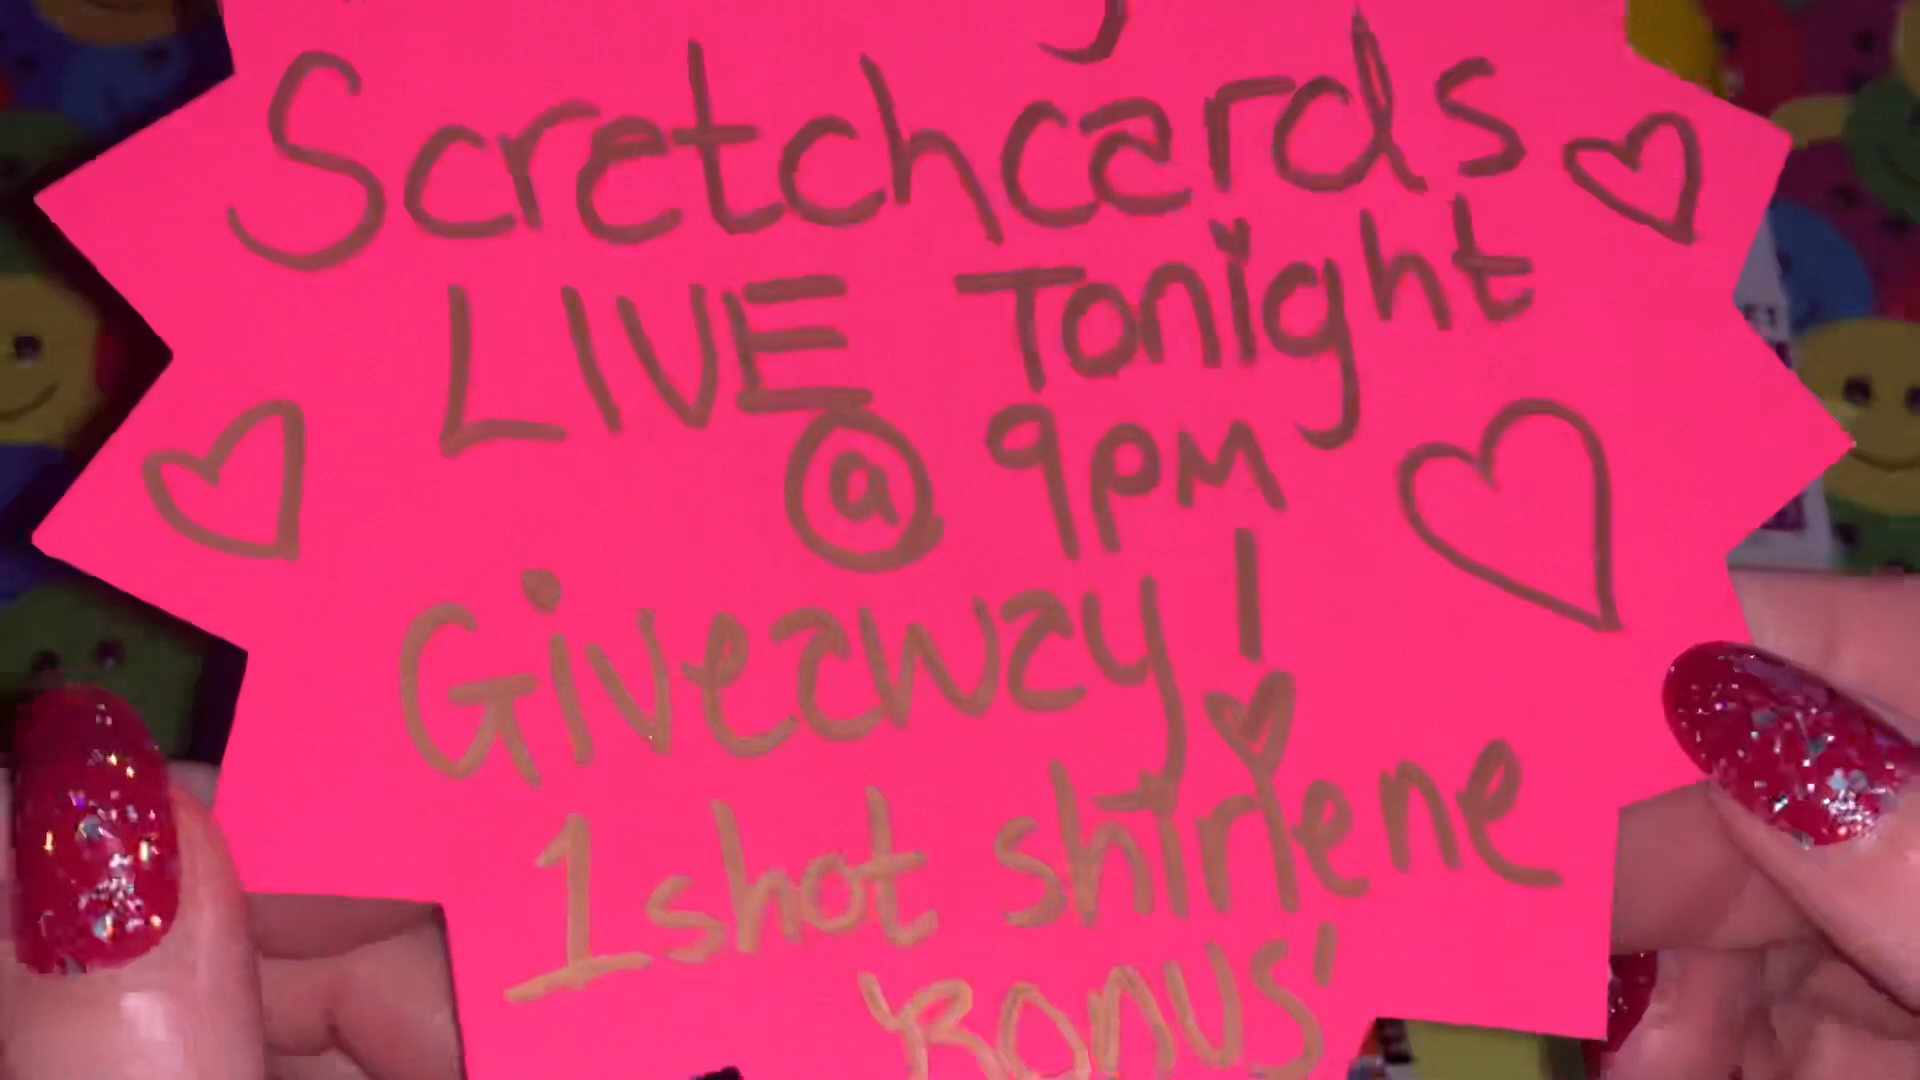 Scretchcards
LIVE Tonight
@ 9PM
Giveaway!
1 shot shirlene
'BONUS'